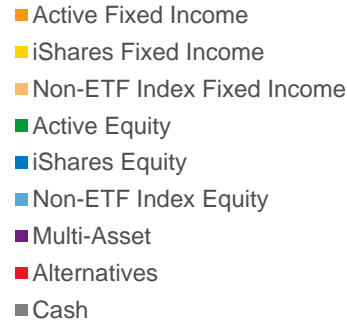 Active Fixed Income
iShares Fixed Income
Non-ETF Index Fixed Income
Active Equity
iShares Equity
Non-ETF Index Equity
Multi-Asset
Alternatives
Cash